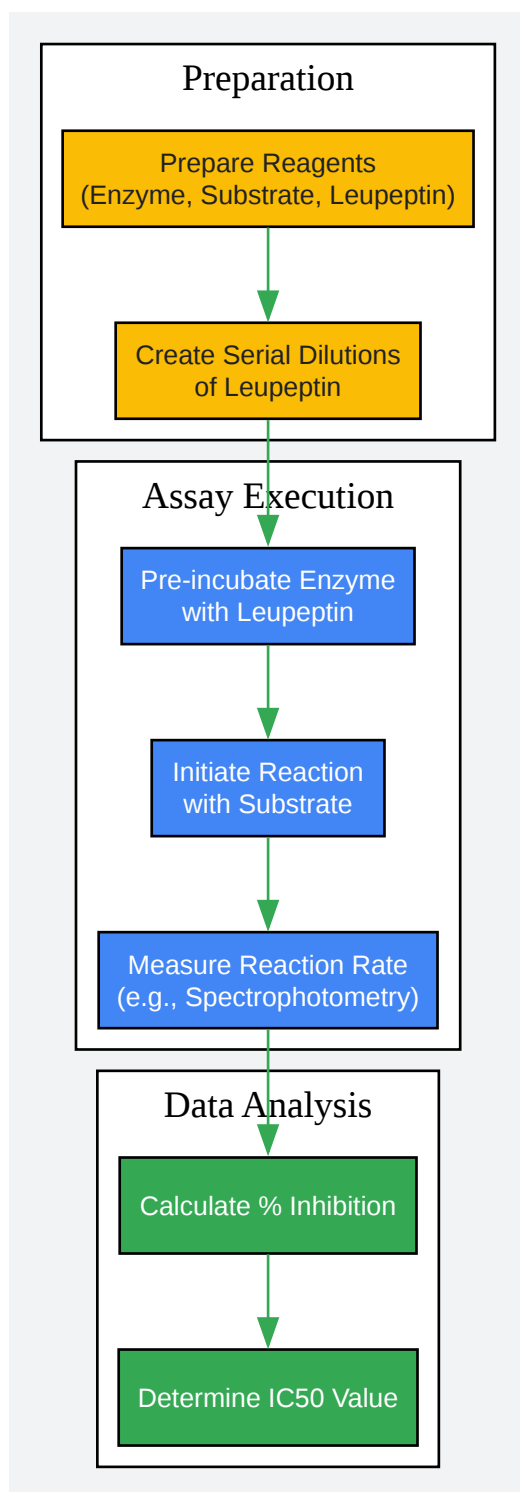 Preparation
Prepare Reagents
(Enzyme, Substrate, Leupeptin)
Create Serial Dilutions
of Leupeptin
Assay Execution
Pre-incubate Enzyme
with Leupeptin
Initiate Reaction
with Substrate
Measure Reaction Rate
(e.g., Spectrophotometry)
Data Analysis
Calculate % Inhibition
Determine IC50 Value